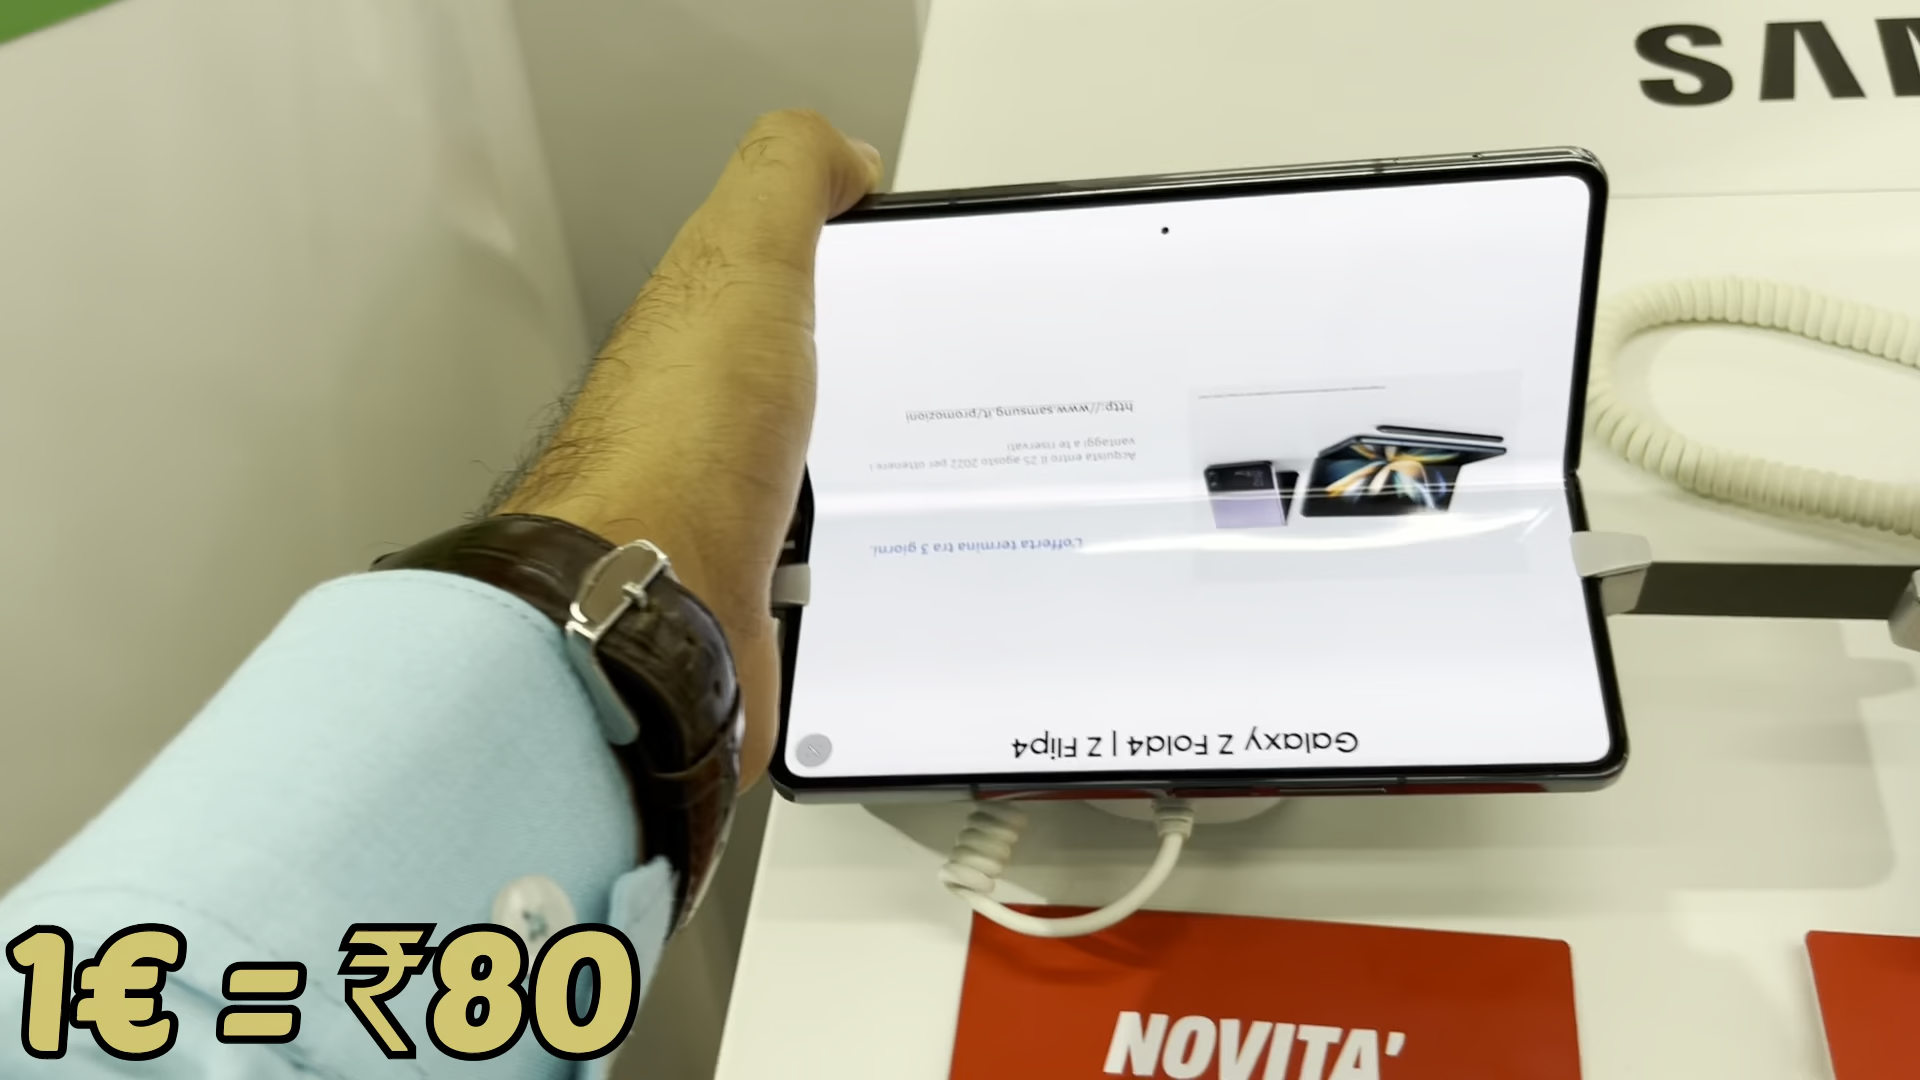 SAM
Galaxy Z Fold4 | Z Flip4
L'offerta termina tra 3 giorni.
Acquista entro il 25 agosto 2022 per ottenere i
vantaggi a te riservati
http://www.samsung.it/promozioni
NOVITA'
1€ = ₹80